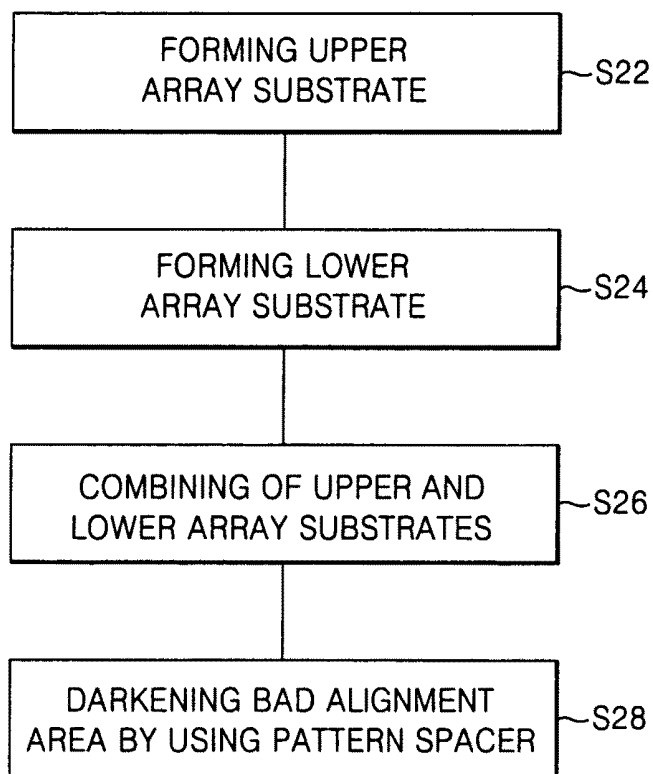 FORMING UPPER
ARRAY SUBSTRATE
S22
FORMING LOWER
ARRAY SUBSTRATE
S24
COMBINING OF UPPER AND
LOWER ARRAY SUBSTRATES
S26
DARKENING BAD ALIGNMENT
AREA BY USING PATTERN SPACER
S28